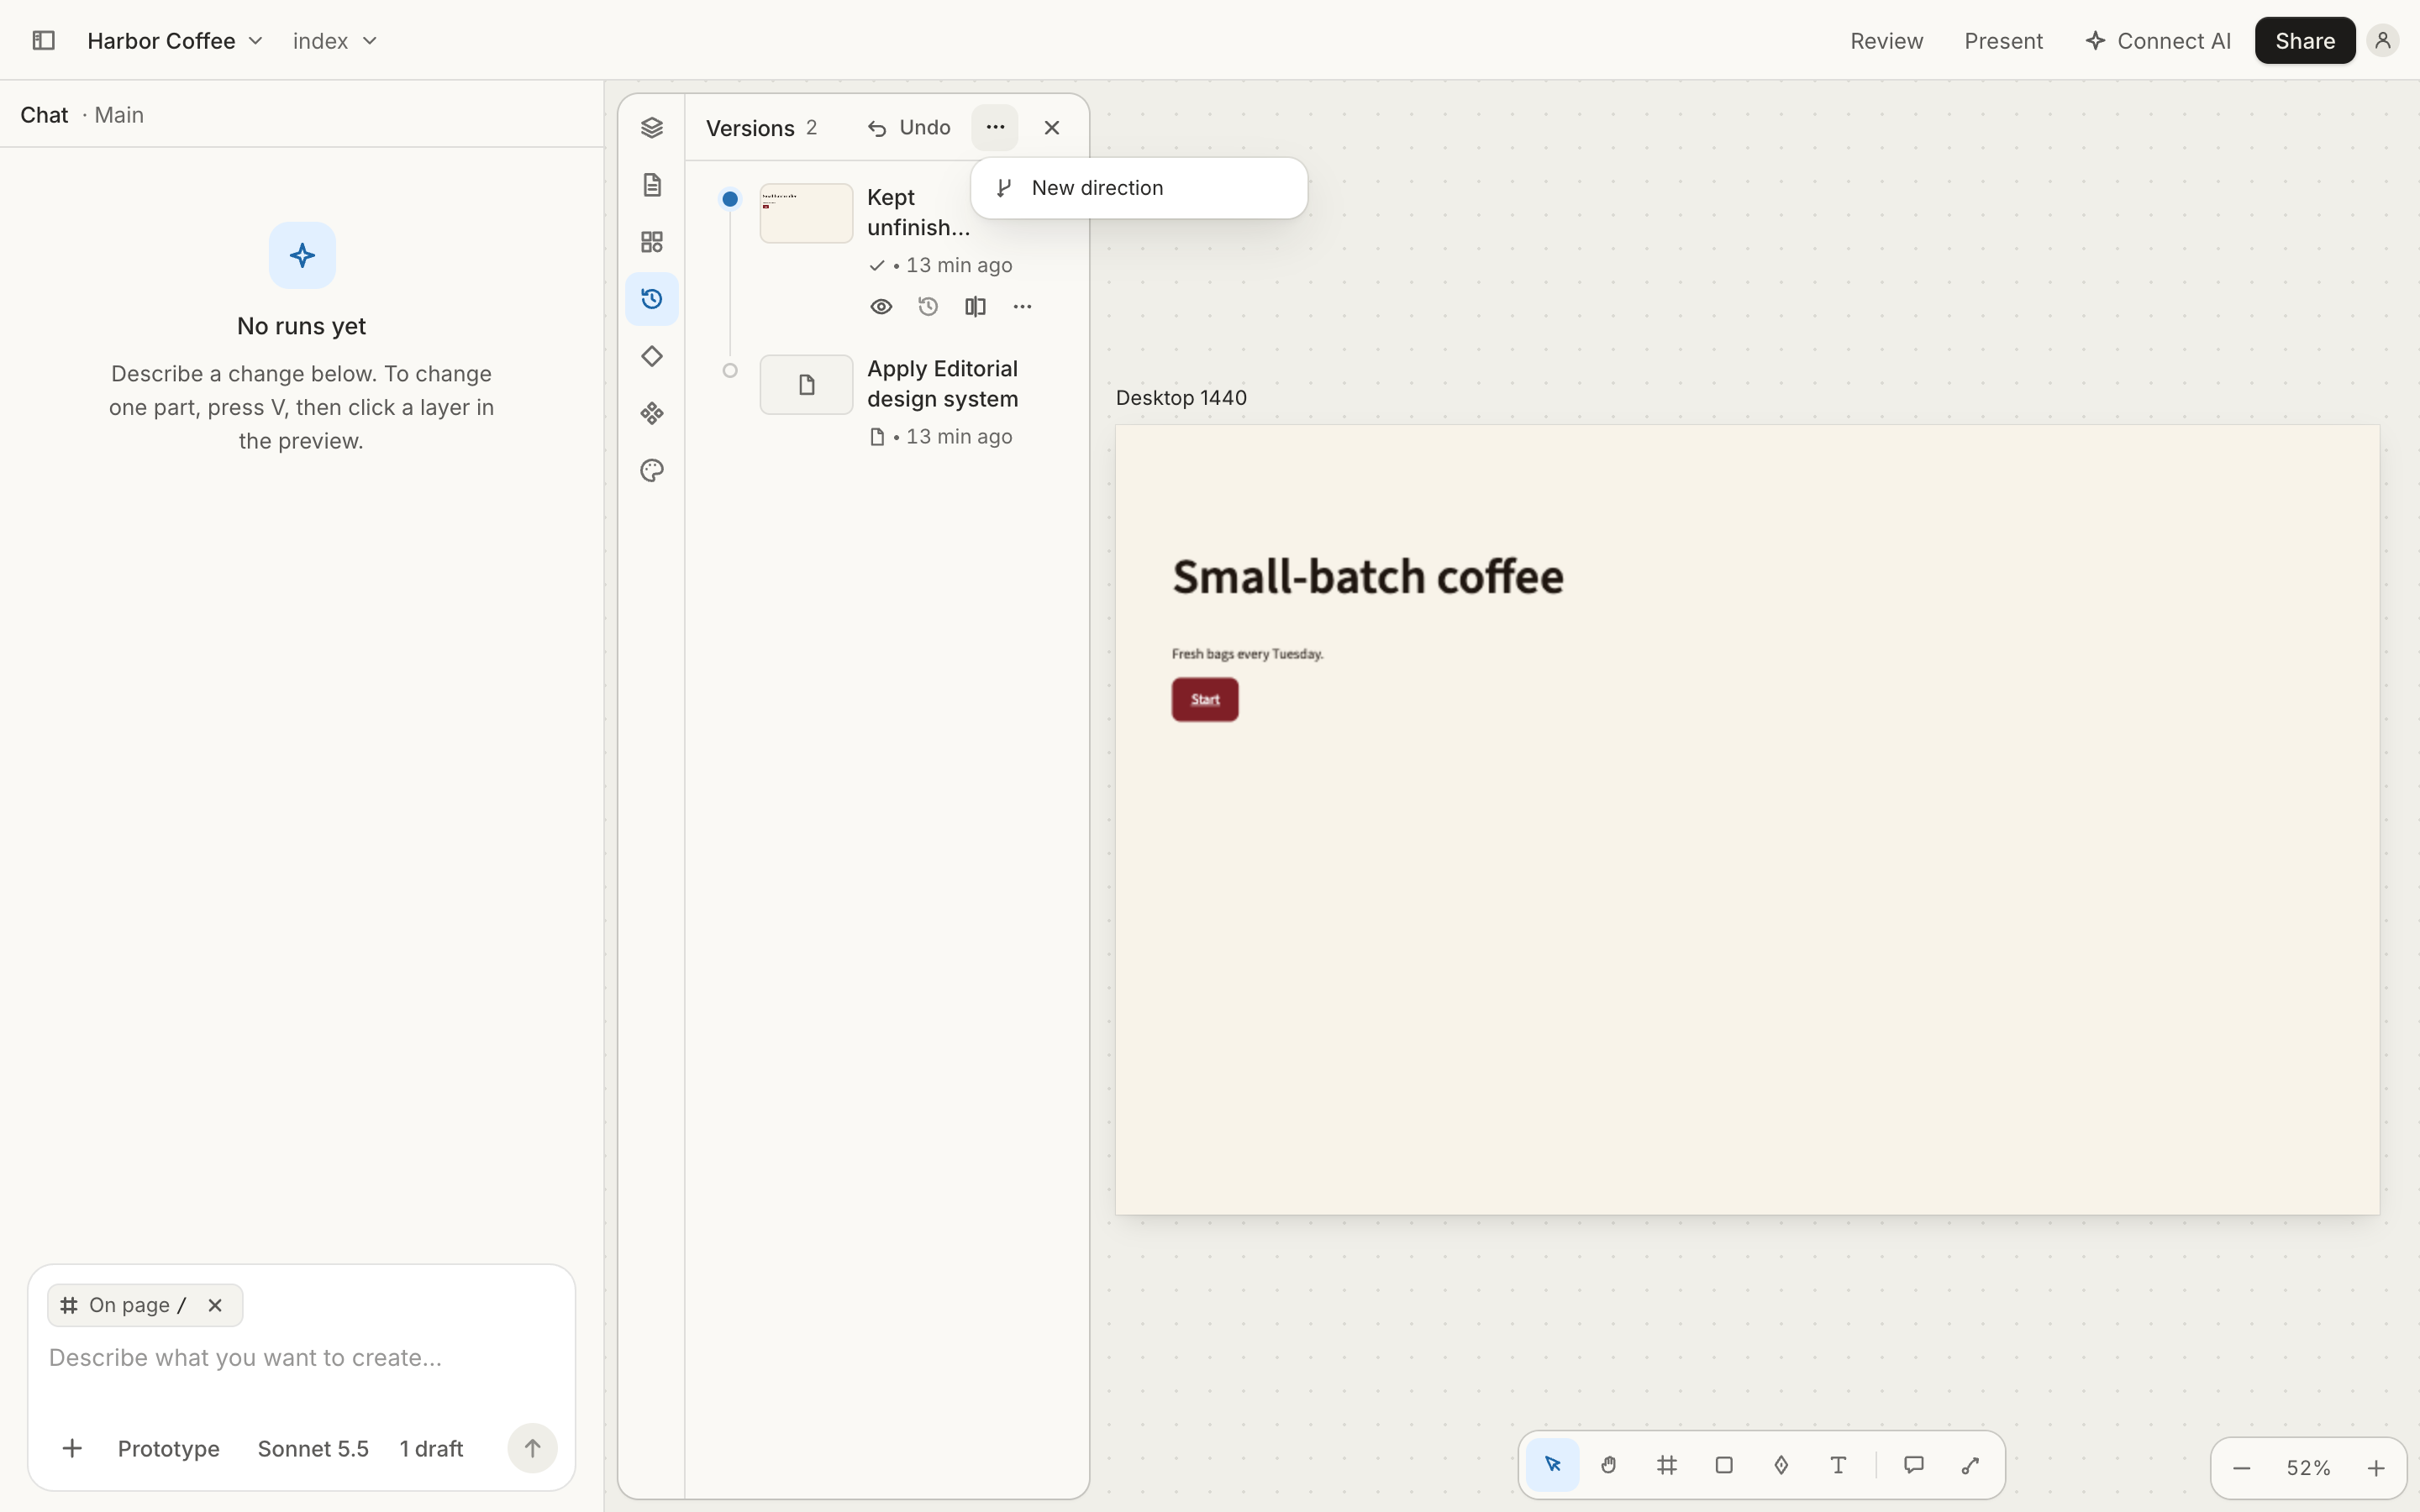 Harbor Coffee
index
Review
Present
Connect AI
Share
Chat · Main
No runs yet
Describe a change below. To change
one part, press V, then click a layer in
the preview.
On page /
Describe what you want to create...
Prototype
Sonnet 5.5
1 draft
Versions 2
Undo
New direction
Kept
unfinish...
• 13 min ago
Apply Editorial
design system
• 13 min ago
Desktop 1440
Small-batch coffee
Fresh bags every Tuesday.
Start
52%